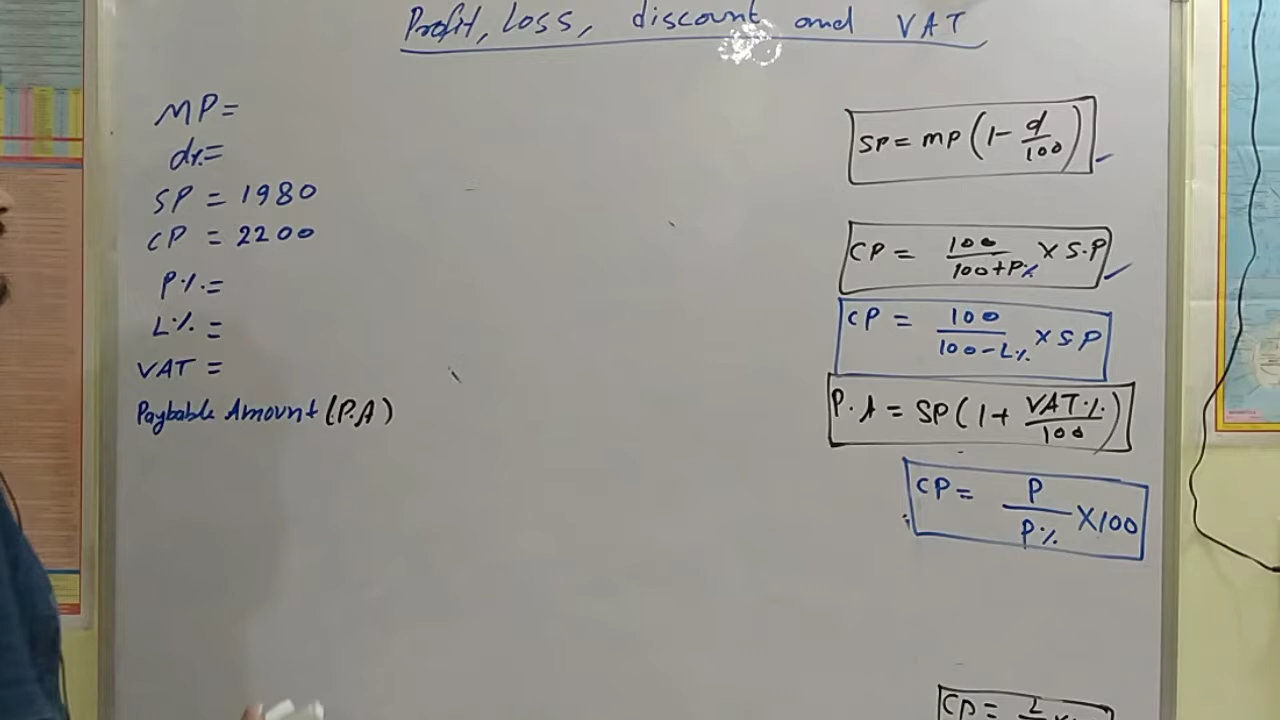 Profit, Loss, discount and VAT
MP=
d%=
SP = 1980
CP = 2200
P%=
L% =
VAT =
Paybable Amount (P.A)
SP = MP (1 - d/100)
CP = 100/100+P% × S.P
CP = 100/100-L% × SP
P.A = SP(1+ VAT%/100)
CP = P/P% ×100
CP = L